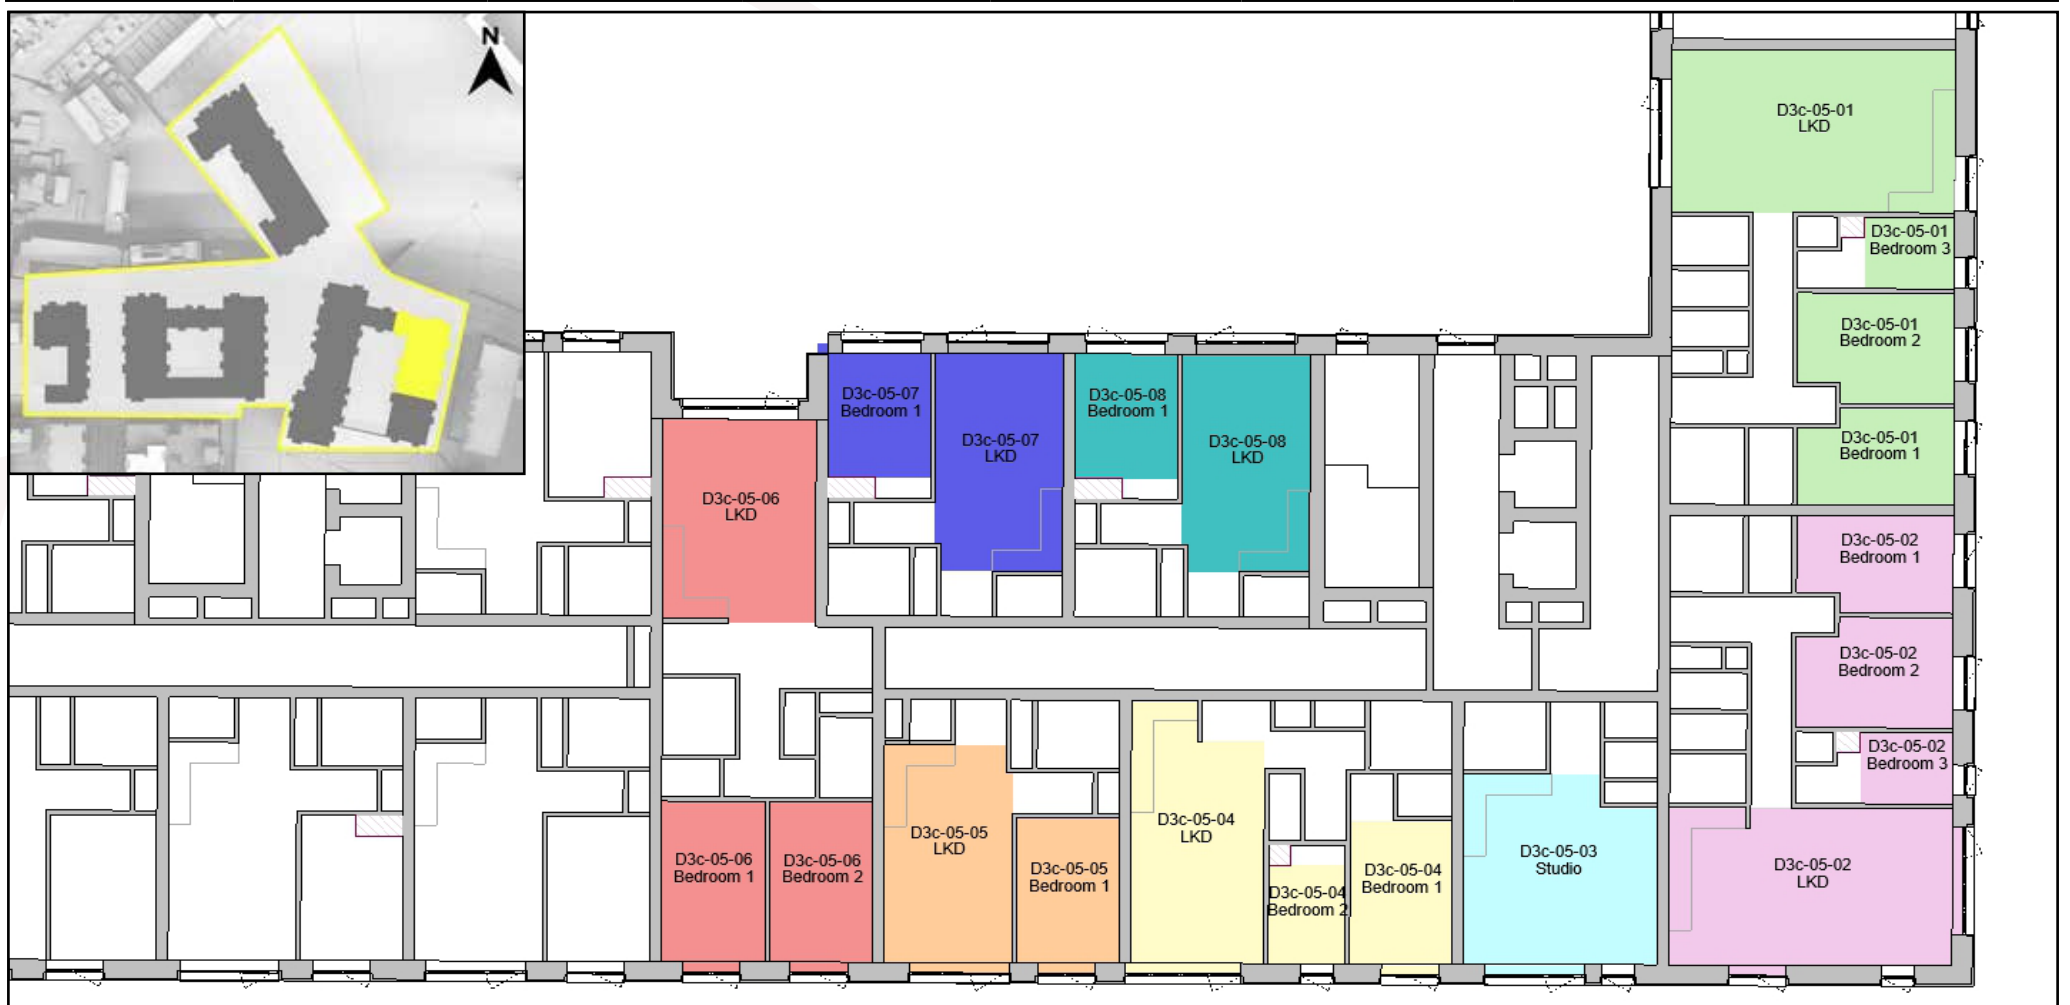 N
D3c-05-01
LKD
D3c-05-01
Bedroom 3
D3c-05-01
Bedroom 2
D3c-05-01
Bedroom 1
D3c-05-07
Bedroom 1
D3c-05-07
LKD
D3c-05-08
Bedroom 1
D3c-05-08
LKD
D3c-05-06
LKD
D3c-05-02
Bedroom 1
D3c-05-02
Bedroom 2
D3c-05-02
Bedroom 3
D3c-05-06
Bedroom 1
D3c-05-06
Bedroom 2
D3c-05-05
LKD
D3c-05-05
Bedroom 1
D3c-05-04
LKD
D3c-05-04
Bedroom 2
D3c-05-04
Bedroom 1
D3c-05-03
Studio
D3c-05-02
LKD